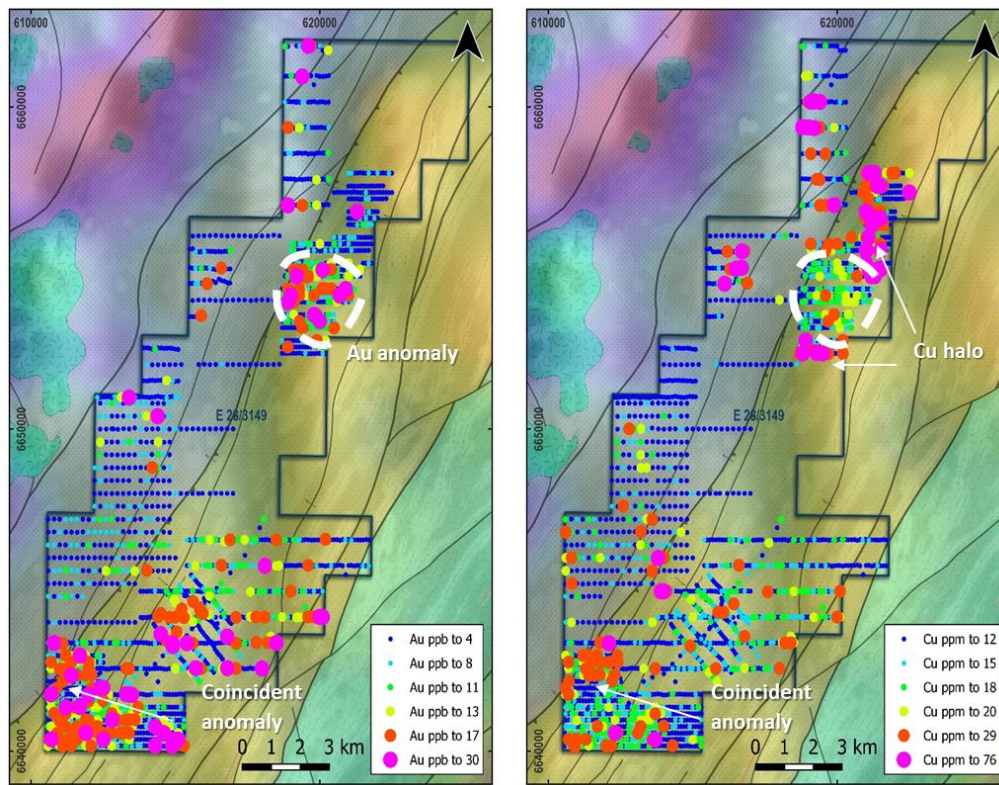 610000
620000
6660000
Au anomaly
E 28/3149
6650000
Coincident
anomaly
6640000
0 1 2 3 km
Au ppb to 4
Au ppb to 8
Au ppb to 11
Au ppb to 13
Au ppb to 17
Au ppb to 30
610000
620000
6660000
Cu halo
E 28/3149
6650000
Coincident
anomaly
6640000
0 1 2 3 km
Cu ppm to 12
Cu ppm to 15
Cu ppm to 18
Cu ppm to 20
Cu ppm to 29
Cu ppm to 76